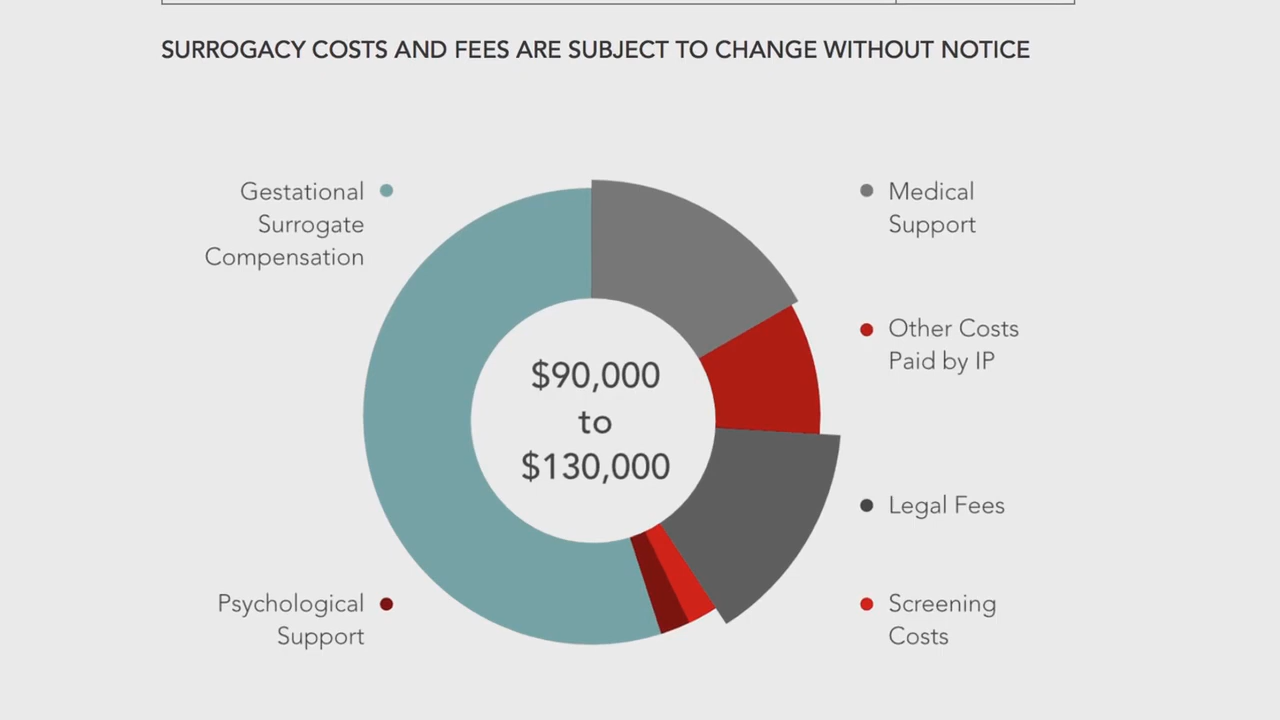 SURROGACY COSTS AND FEES ARE SUBJECT TO CHANGE WITHOUT NOTICE
Gestational
Surrogate
Compensation
Medical
Support
Other Costs
Paid by IP
$90,000
to
$130,000
Legal Fees
Psychological
Support
Screening
Costs